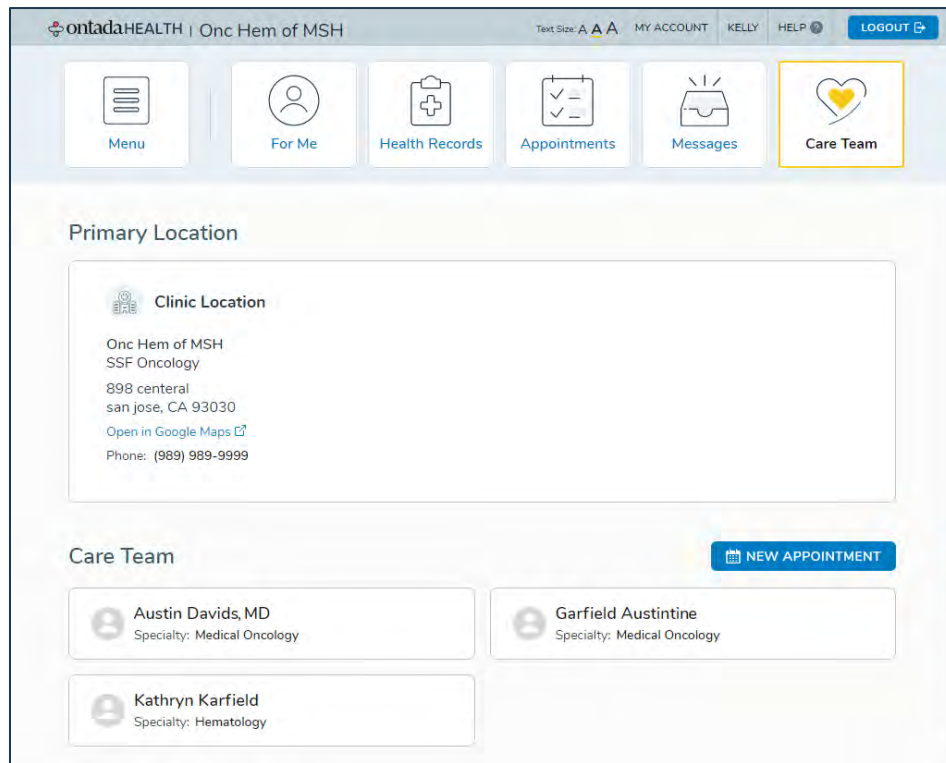 ontadaHEALTH | Onc Hem of MSH
Text Size: A A A MY ACCOUNT KELLY HELP ? LOGOUT
Menu For Me Health Records Appointments Messages Care Team
Primary Location
Clinic Location
Onc Hem of MSH
SSF Oncology
898 centeral
san jose, CA 93030
Open in Google Maps
Phone: (989) 989-9999
Care Team
NEW APPOINTMENT
Austin Davids, MD
Specialty: Medical Oncology
Garfield Austintine
Specialty: Medical Oncology
Kathryn Karfield
Specialty: Hematology